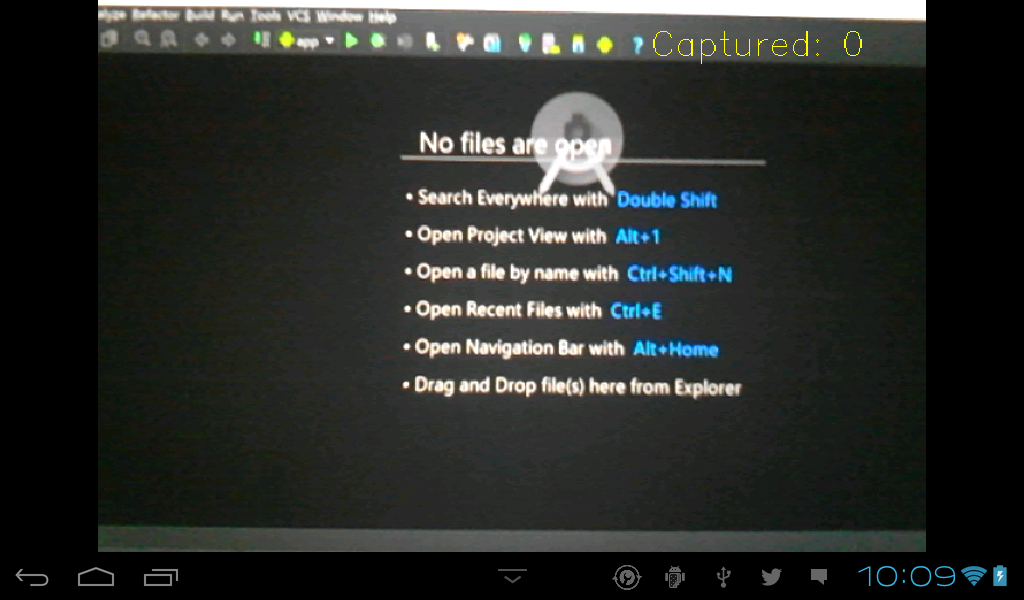 Refactor Build Run Tools VCS Window Help
app ? Captured: 0
No files are open
• Search Everywhere with Double Shift
• Open Project View with Alt+1
• Open a file by name with Ctrl+Shift+N
• Open Recent Files with Ctrl+E
• Open Navigation Bar with Alt+Home
• Drag and Drop file(s) here from Explorer
10:09